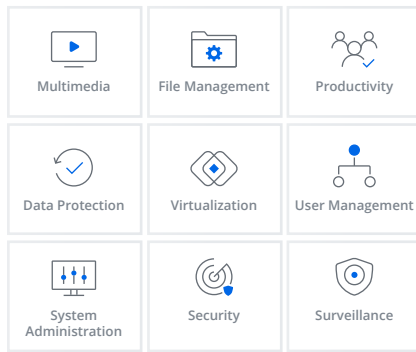 Multimedia
File Management
Productivity
Data Protection
Virtualization
User Management
System
Administration
Security
Surveillance